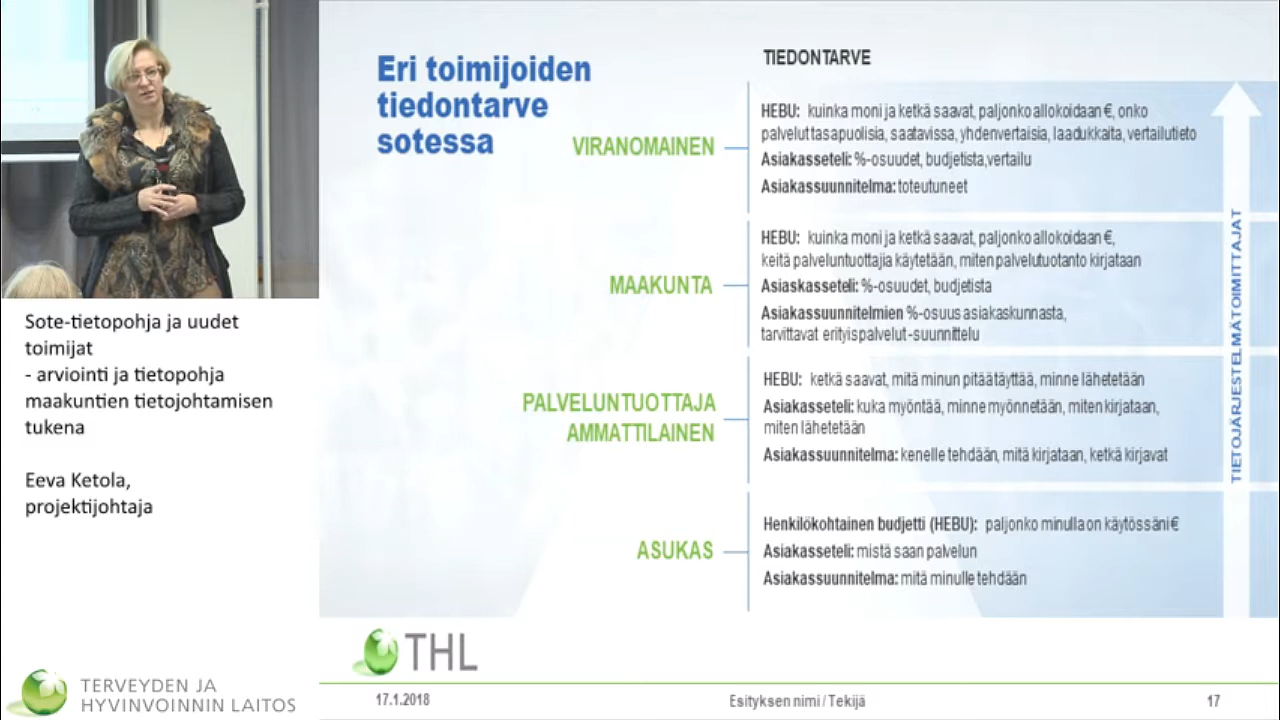 Sote-tietopohja ja uudet
toimijat
- arviointi ja tietopohja
maakuntien tietojohtamisen
tukena
Eeva Ketola,
projektijohtaja
TERVEYDEN JA
HYVINVOINNIN LAITOS
Eri toimijoiden
tiedontarve
sotessa
TIEDONTARVE
VIRANOMAINEN
HEBU: kuinka moni ja ketkä saavat, paljonko allokoidaan €, onko
palvelut tasapuolisia, saatavissa, yhdenvertaisia, laadukkaita, vertailutieto
Asiakasseteli: %-osuudet, budjetista,vertailu
Asiakassuunnitelma: toteutuneet
MAAKUNTA
HEBU: kuinka moni ja ketkä saavat, paljonko allokoidaan €,
keitä palveluntuottajia käytetään, miten palvelutuotanto kirjataan
Asiaskasseteli: %-osuudet, budjetista
Asiakassuunnitelmien %-osuus asiakaskunnasta,
tarvittavat erityispalvelut -suunnittelu
PALVELUNTUOTTAJA
AMMATTILAINEN
HEBU: ketkä saavat, mitä minun pitää täyttää, minne lähetetään
Asiakasseteli: kuka myöntää, minne myönnetään, miten kirjataan,
miten lähetetään
Asiakassuunnitelma: kenelle tehdään, mitä kirjataan, ketkä kirjavat
ASUKAS
Henkilökohtainen budjetti (HEBU): paljonko minulla on käytössäni €
Asiakasseteli: mistä saan palvelun
Asiakassuunnitelma: mitä minulle tehdään
TIETOJÄRJESTELMÄTOIMITTAJAT
THL
17.1.2018
Esityksen nimi / Tekijä
17